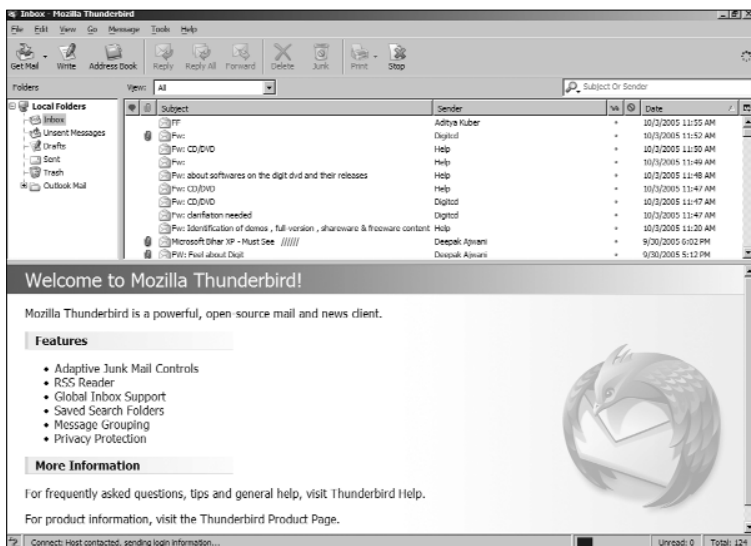 Inbox - Mozilla Thunderbird
File Edit View Go Message Tools Help
Get Mail Write Address Book Reply Reply All Forward Delete Junk Print Stop
Folders View: All Subject Or Sender
Local Folders
Inbox
Unsent Messages
Drafts
Sent
Trash
Outlook Mail
Subject Sender Date
FF Aditya Kuber 10/3/2005 11:55 AM
Fw: Digitcd 10/3/2005 11:52 AM
Fw: CD/DVD Help 10/3/2005 11:50 AM
Fw: Help 10/3/2005 11:49 AM
Fw: about softwares on the digit dvd and their releases Help 10/3/2005 11:48 AM
Fw: CD/DVD Help 10/3/2005 11:47 AM
Fw: CD/DVD Digitcd 10/3/2005 11:47 AM
Fw: clarifiation needed Digitcd 10/3/2005 11:47 AM
Fw: Identification of demos , full-version , shareware & freeware content Help 10/3/2005 11:20 AM
Microsoft Bihar XP - Must See ////// Deepak Ajwani 9/30/2005 6:02 PM
FW: Feel about Digit Deepak Ajwani 9/30/2005 5:12 PM
Welcome to Mozilla Thunderbird!
Mozilla Thunderbird is a powerful, open-source mail and news client.
Features
• Adaptive Junk Mail Controls
• RSS Reader
• Global Inbox Support
• Saved Search Folders
• Message Grouping
• Privacy Protection
More Information
For frequently asked questions, tips and general help, visit Thunderbird Help.
For product information, visit the Thunderbird Product Page.
Connect: Host contacted, sending login information... Unread: 0 Total: 124